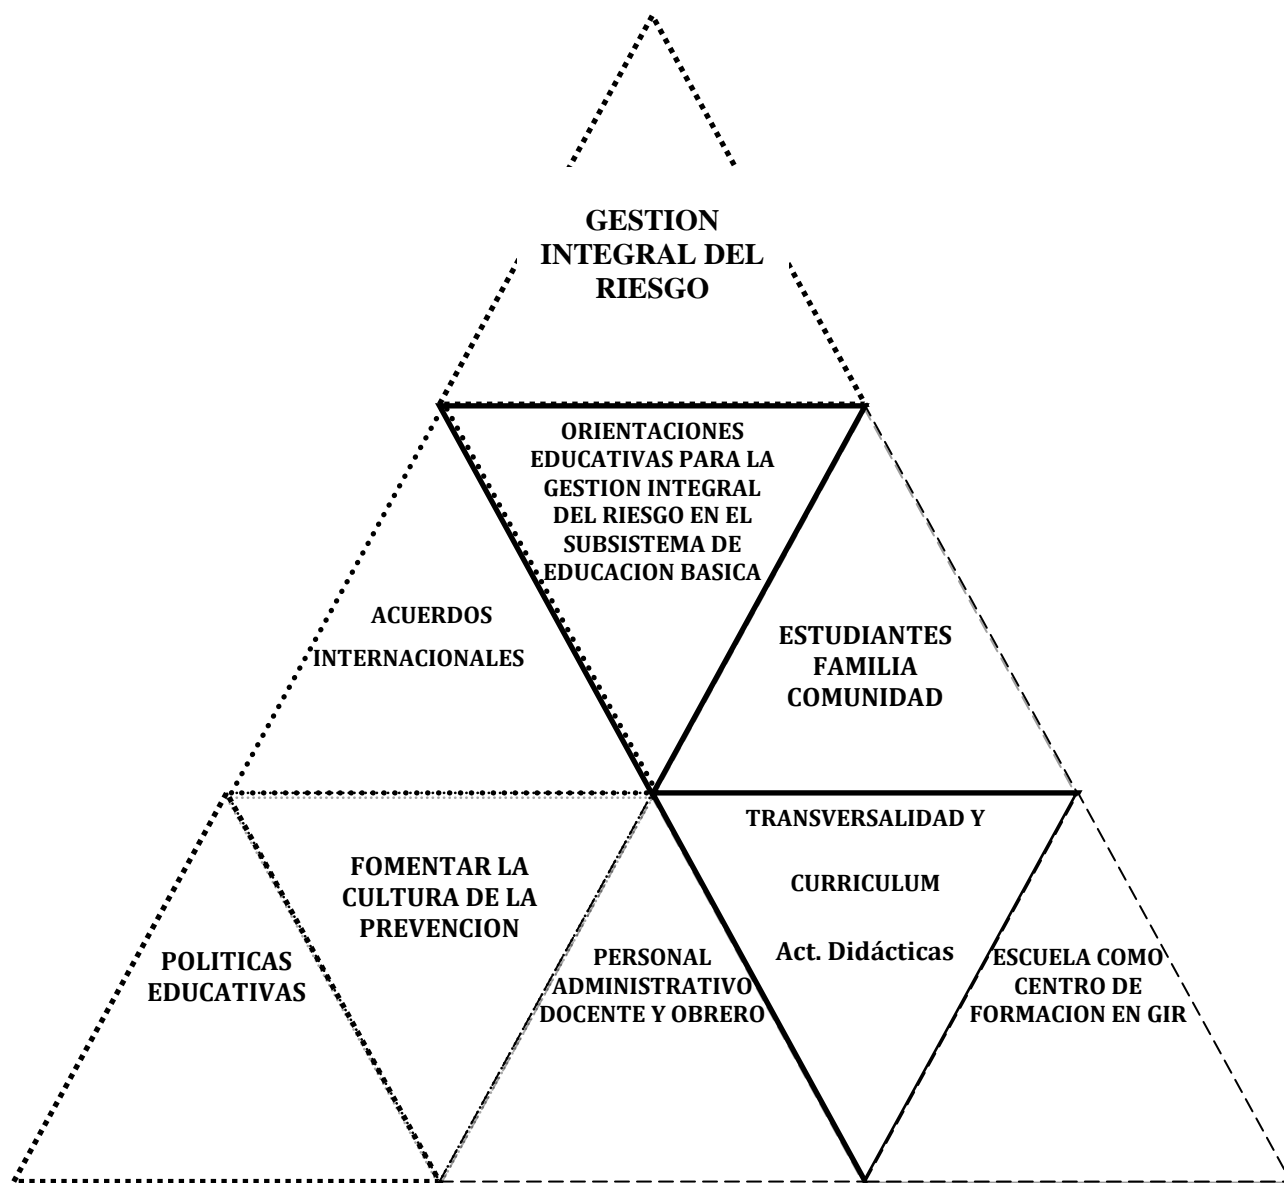 GESTION
INTEGRAL DEL
RIESGO
ORIENTACIONES
EDUCATIVAS PARA LA
GESTION INTEGRAL
DEL RIESGO EN EL
SUBSISTEMA DE
EDUCACION BASICA
ACUERDOS
INTERNACIONALES
ESTUDIANTES
FAMILIA
COMUNIDAD
POLITICAS
EDUCATIVAS
FOMENTAR LA
CULTURA DE LA
PREVENCION
PERSONAL
ADMINISTRATIVO
DOCENTE Y OBRERO
TRANSVERSALIDAD Y
CURRICULUM
Act. Didácticas
ESCUELA COMO
CENTRO DE
FORMACION EN GIR